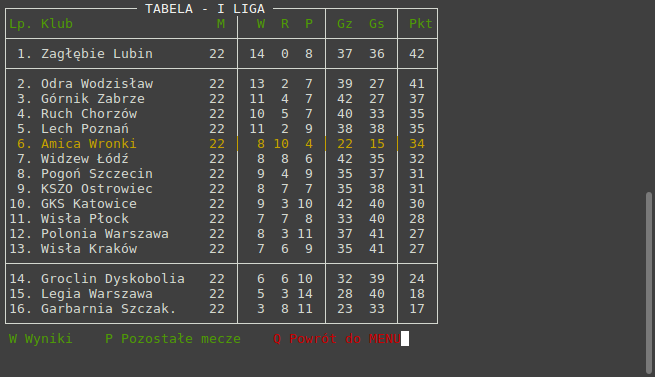 TABELA - I LIGA
Lp. Klub M W R P Gz Gs Pkt
1. Zagłębie Lubin 22 14 0 8 37 36 42
2. Odra Wodzisław 22 13 2 7 39 27 41
3. Górnik Zabrze 22 11 4 7 42 27 37
4. Ruch Chorzów 22 10 5 7 40 33 35
5. Lech Poznań 22 11 2 9 38 38 35
6. Amica Wronki 22 8 10 4 22 15 34
7. Widzew Łódź 22 8 8 6 42 35 32
8. Pogoń Szczecin 22 9 4 9 35 37 31
9. KSZO Ostrowiec 22 8 7 7 35 38 31
10. GKS Katowice 22 9 3 10 42 40 30
11. Wisła Płock 22 7 7 8 33 40 28
12. Polonia Warszawa 22 8 3 11 37 41 27
13. Wisła Kraków 22 7 6 9 35 41 27
14. Groclin Dyskobolia 22 6 6 10 32 39 24
15. Legia Warszawa 22 5 3 14 28 40 18
16. Garbarnia Szczak. 22 3 8 11 23 33 17
W Wyniki P Pozostałe mecze O Powrót do MENU